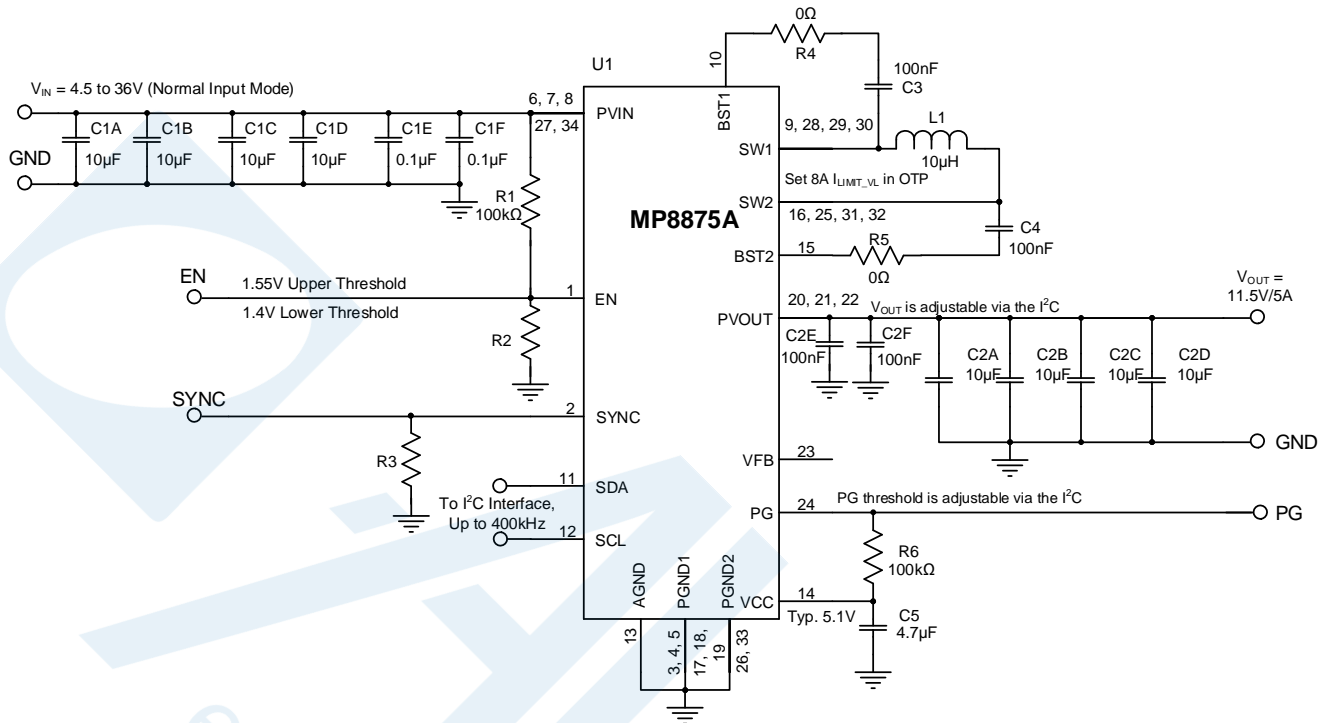 U1
V_IN = 4.5 to 36V (Normal Input Mode)
GND
C1A
10µF
C1B
10µF
C1C
10µF
C1D
10µF
C1E
0.1µF
C1F
0.1µF
6, 7, 8
27, 34
PVIN
R1
100kΩ
EN
1.55V Upper Threshold
1.4V Lower Threshold
1
EN
R2
SYNC
2
SYNC
R3
11
SDA
To I²C Interface,
Up to 400kHz
12
SCL
MP8875A
10
BST1
0Ω
R4
100nF
C3
9, 28, 29, 30
SW1
L1
10µH
Set 8A I_LIMIT_VL in OTP
SW2
16, 25, 31, 32
C4
100nF
BST2
15
R5
0Ω
20, 21, 22
PVOUT
V_OUT is adjustable via the I²C
V_OUT =
11.5V/5A
C2E
100nF
C2F
100nF
C2A
10µF
C2B
10µF
C2C
10µF
C2D
10µF
GND
VFB
23
PG
24
PG threshold is adjustable via the I²C
PG
R6
100kΩ
VCC
14
Typ. 5.1V
C5
4.7µF
AGND
PGND1
PGND2
13
3, 4, 5
17, 18,
19
26, 33
®